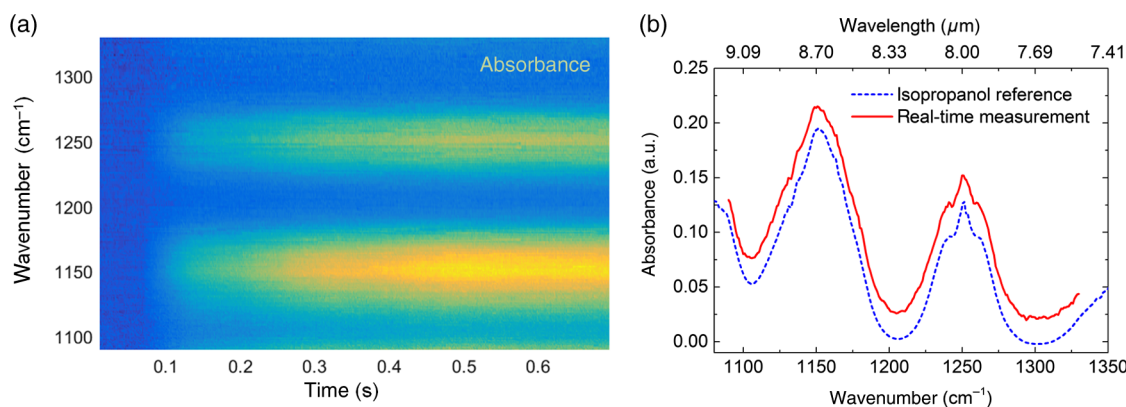 (a)
Absorbance
Wavenumber (cm⁻¹)
1300
1250
1200
1150
1100
0.1 0.2 0.3 0.4 0.5 0.6
Time (s)
(b)
Wavelength (μm)
9.09 8.70 8.33 8.00 7.69 7.41
Isopropanol reference
Real-time measurement
Absorbance (a.u.)
0.25
0.20
0.15
0.10
0.05
0.00
1100 1150 1200 1250 1300 1350
Wavenumber (cm⁻¹)